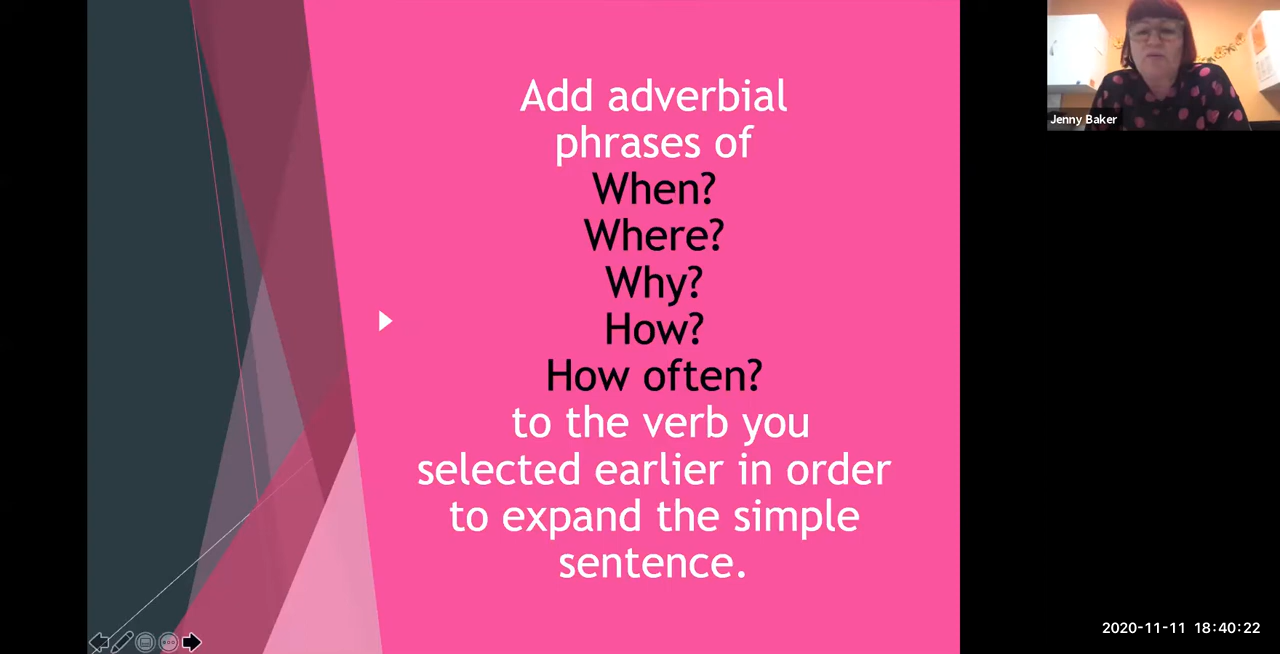 Add adverbial
phrases of
When?
Where?
Why?
How?
How often?
to the verb you
selected earlier in order
to expand the simple
sentence.
Jenny Baker
2020-11-11 18:40:22